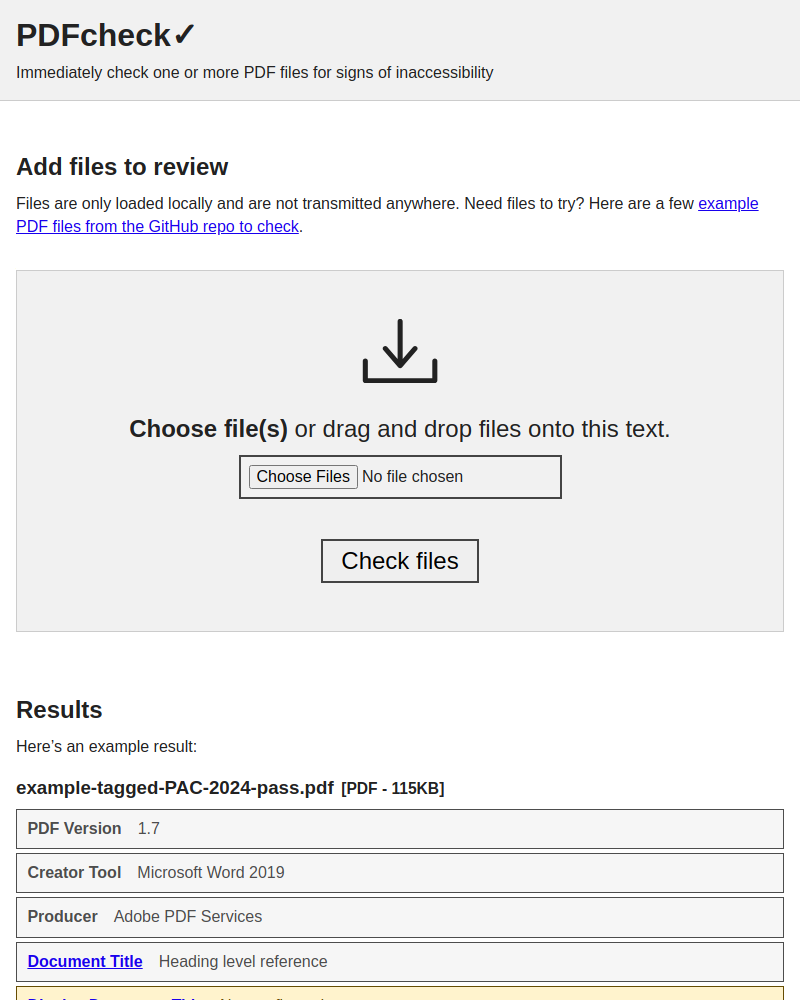 PDFcheck✓
Immediately check one or more PDF files for signs of inaccessibility
Add files to review
Files are only loaded locally and are not transmitted anywhere. Need files to try? Here are a few example
PDF files from the GitHub repo to check.
Choose file(s) or drag and drop files onto this text.
Choose Files No file chosen
Check files
Results
Here’s an example result:
example-tagged-PAC-2024-pass.pdf [PDF - 115KB]
PDF Version 1.7
Creator Tool Microsoft Word 2019
Producer Adobe PDF Services
Document Title Heading level reference